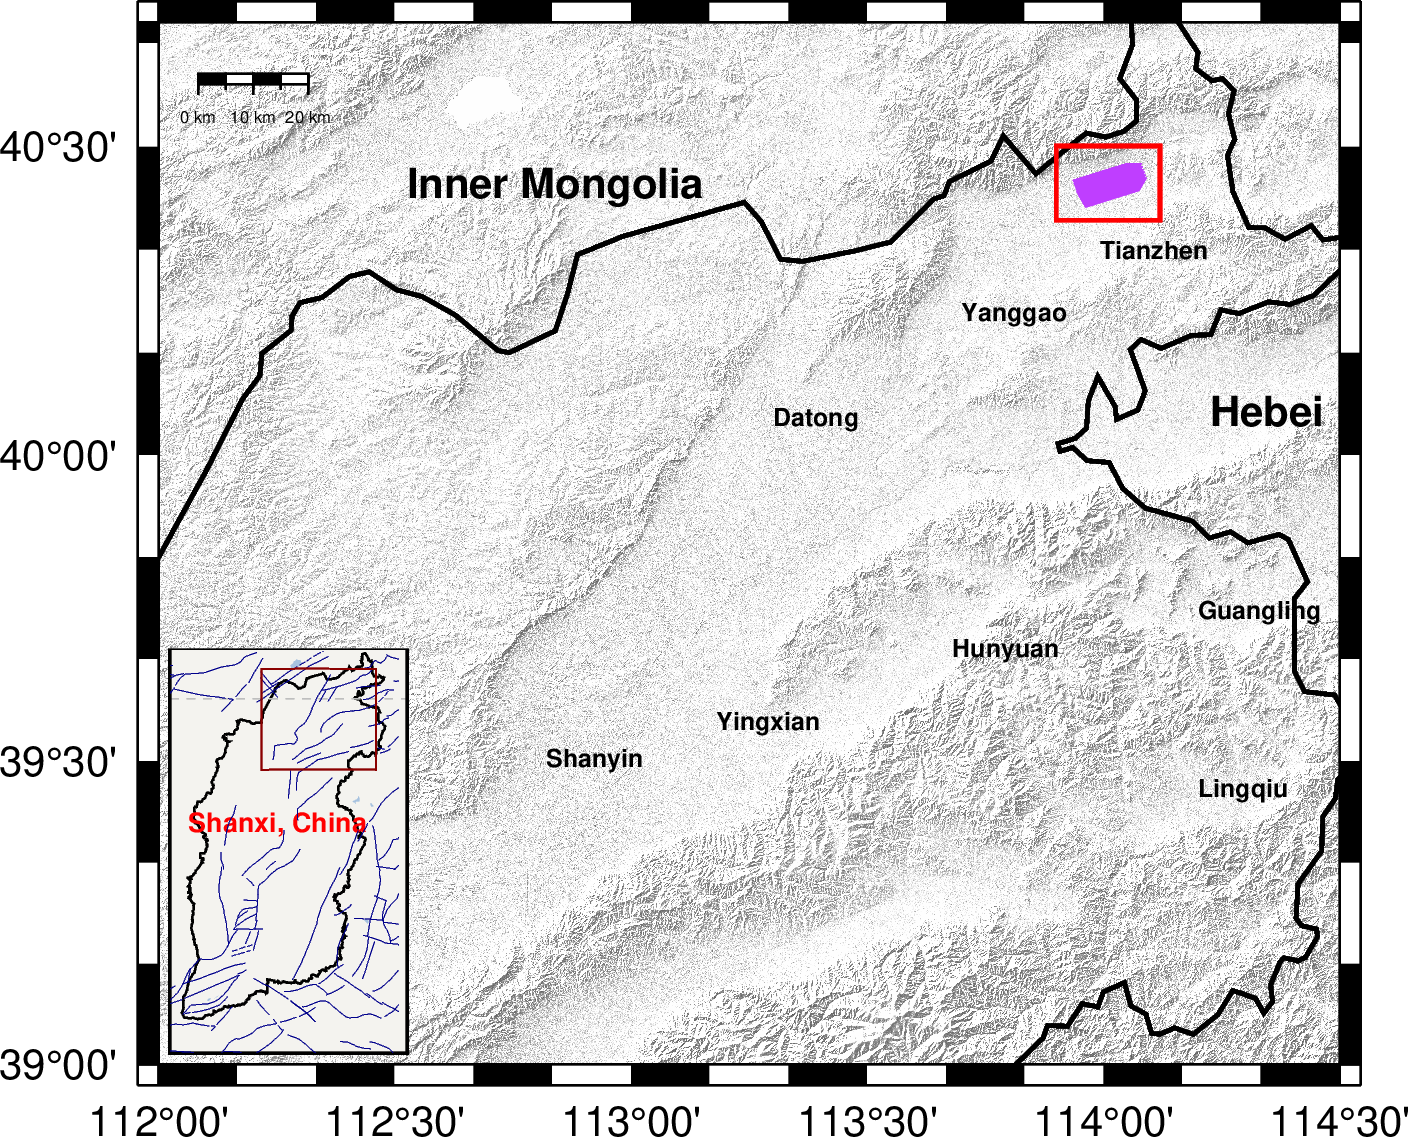 0 km 10 km 20 km
40°30'
Inner Mongolia
Tianzhen
Yanggao
Datong
Hebei
40°00'
Guangling
Hunyuan
Yingxian
Shanyin
39°30'
Lingqiu
Shanxi, China
39°00'
112°00' 112°30' 113°00' 113°30' 114°00' 114°30'